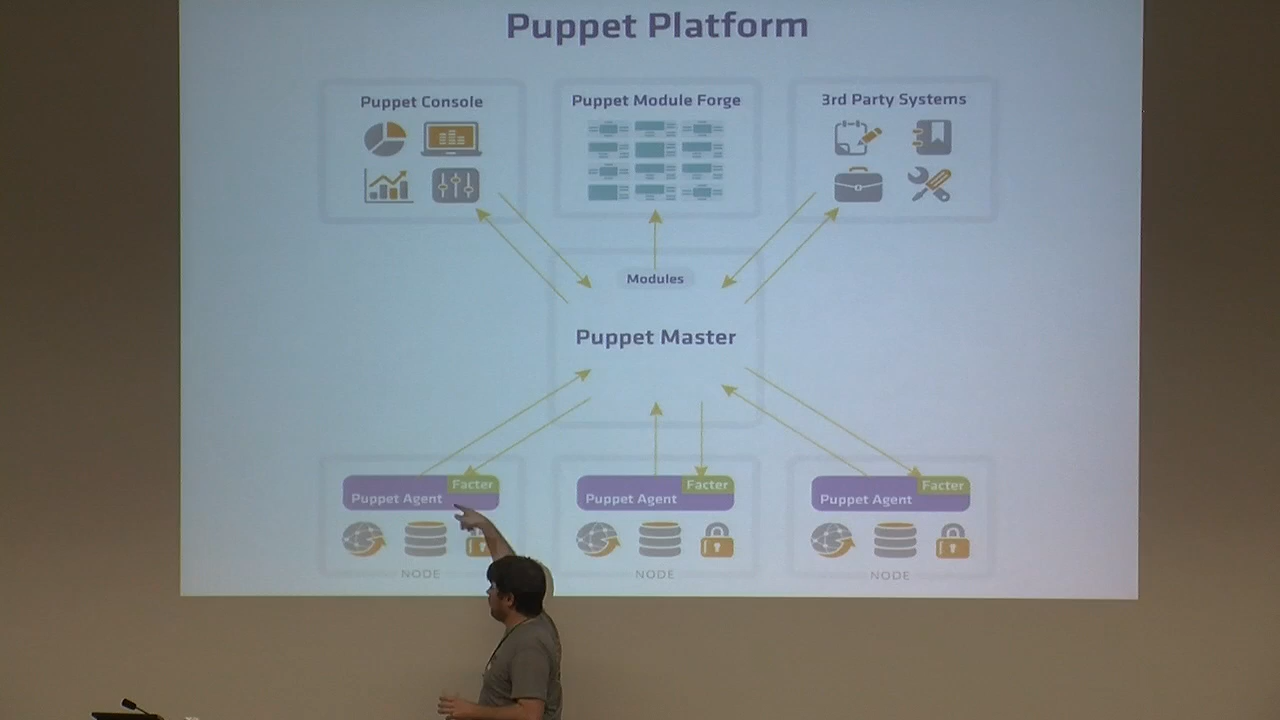 Puppet Platform
Puppet Console
Puppet Module Forge
3rd Party Systems
Modules
Puppet Master
Facter
Puppet Agent
NODE
Facter
Puppet Agent
NODE
Facter
Puppet Agent
NODE